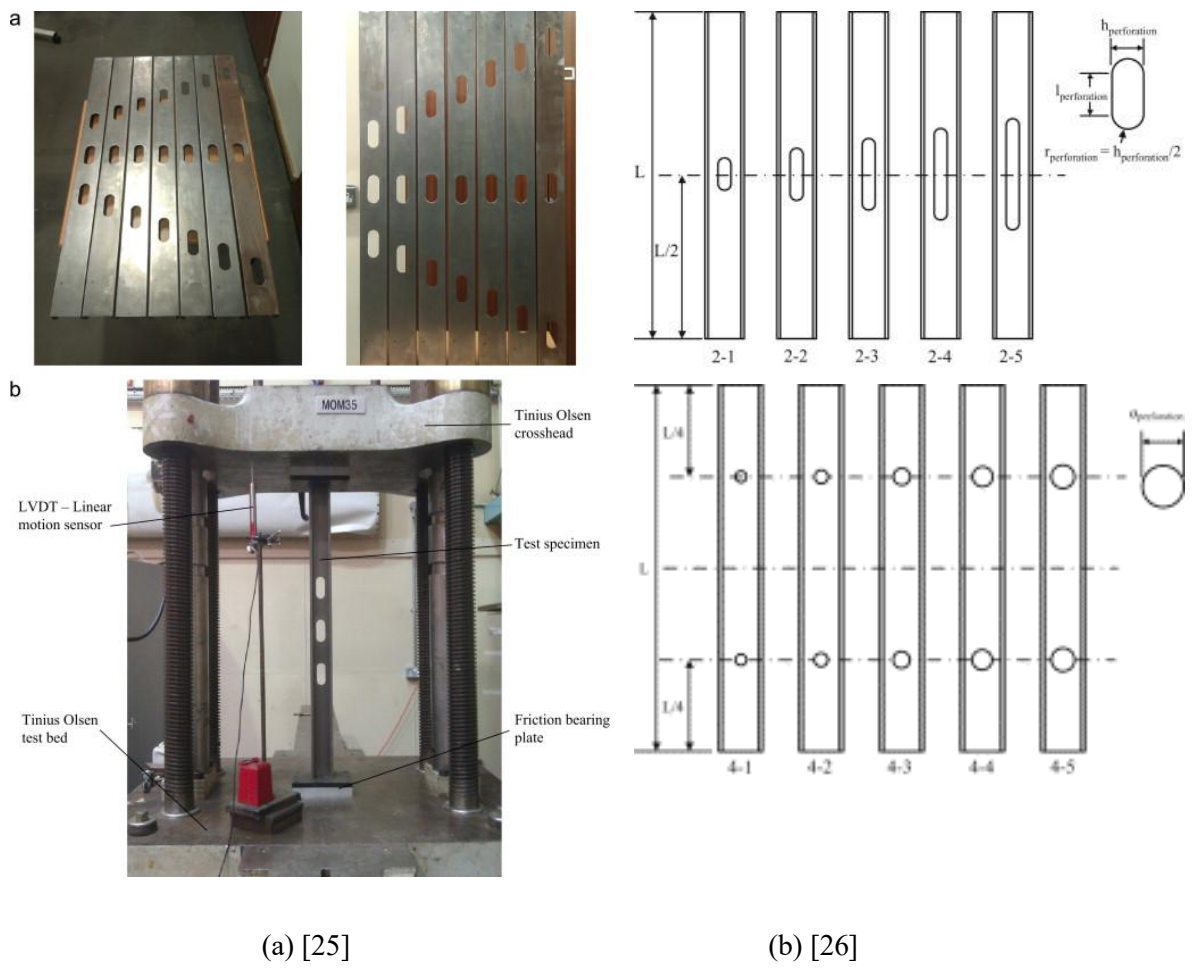 a
b
MOM35
Tinius Olsen
crosshead
LVDT – Linear
motion sensor
Test specimen
Tinius Olsen
test bed
Friction bearing
plate
(a) [25]
hperforation
lperforation
rperforation = hperforation/2
L
L/2
2-1 2-2 2-3 2-4 2-5
L/4
øperforation
L
L/4
4-1 4-2 4-3 4-4 4-5
(b) [26]